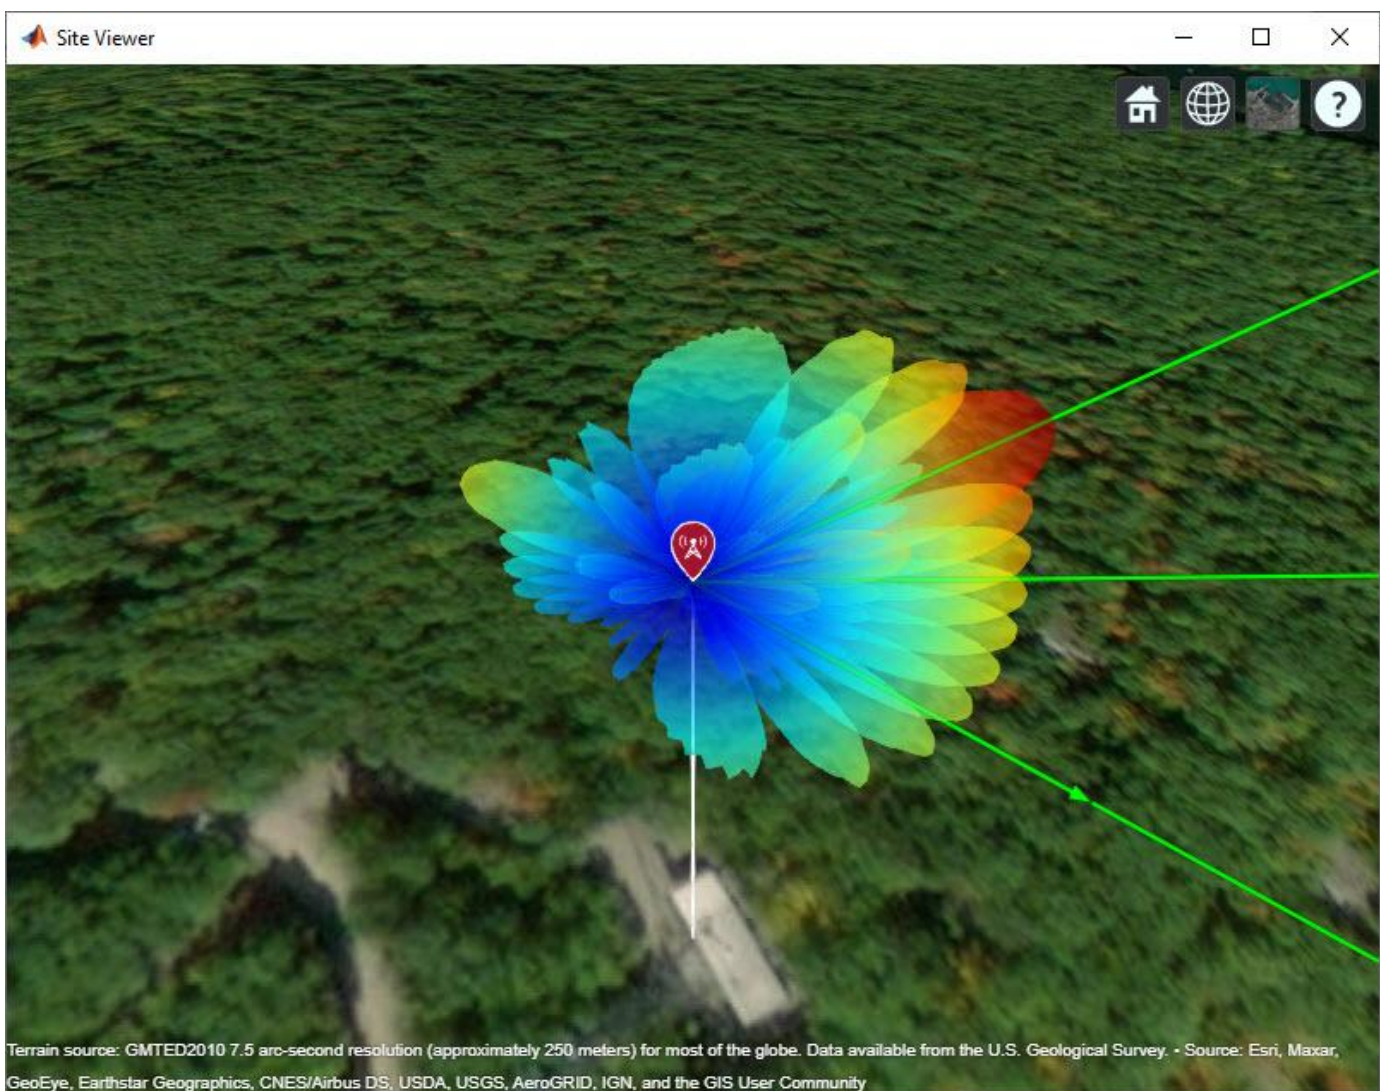 Site Viewer
?
Terrain source: GMTED2010 7.5 arc-second resolution (approximately 250 meters) for most of the globe. Data available from the U.S. Geological Survey. - Source: Esri, Maxar,
GeoEye, Earthstar Geographics, CNES/Airbus DS, USDA, USGS, AeroGRID, IGN, and the GIS User Community